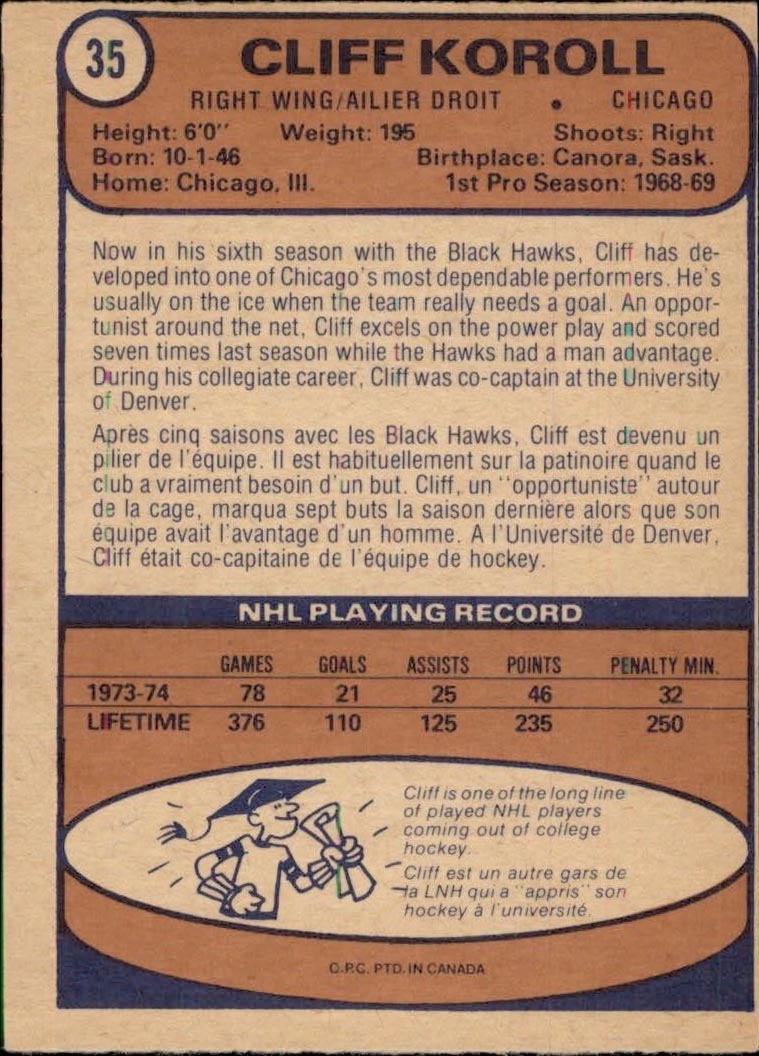 35
CLIFF KOROLL
RIGHT WING/AILIER DROIT • CHICAGO
Height: 6'0" Weight: 195 Shoots: Right
Born: 10-1-46 Birthplace: Canora, Sask.
Home: Chicago, Ill. 1st Pro Season: 1968-69
Now in his sixth season with the Black Hawks, Cliff has de-
veloped into one of Chicago's most dependable performers. He's
usually on the ice when the team really needs a goal. An oppor-
tunist around the net, Cliff excels on the power play and scored
seven times last season while the Hawks had a man advantage.
During his collegiate career, Cliff was co-captain at the University
of Denver.
Après cinq saisons avec les Black Hawks, Cliff est devenu un
pilier de l'équipe. Il est habituellement sur la patinoire quand le
club a vraiment besoin d'un but. Cliff, un "opportuniste" autour
de la cage, marqua sept buts la saison dernière alors que son
équipe avait l'avantage d'un homme. A l'Université de Denver,
Cliff était co-capitaine de l'équipe de hockey.
NHL PLAYING RECORD
GAMES GOALS ASSISTS POINTS PENALTY MIN.
1973-74 78 21 25 46 32
LIFETIME 376 110 125 235 250
Cliff is one of the long line
of played NHL players
coming out of college
hockey.
Cliff est un autre gars de
la LNH qui a "appris" son
hockey à l'université.
O.P.C. PTD. IN CANADA